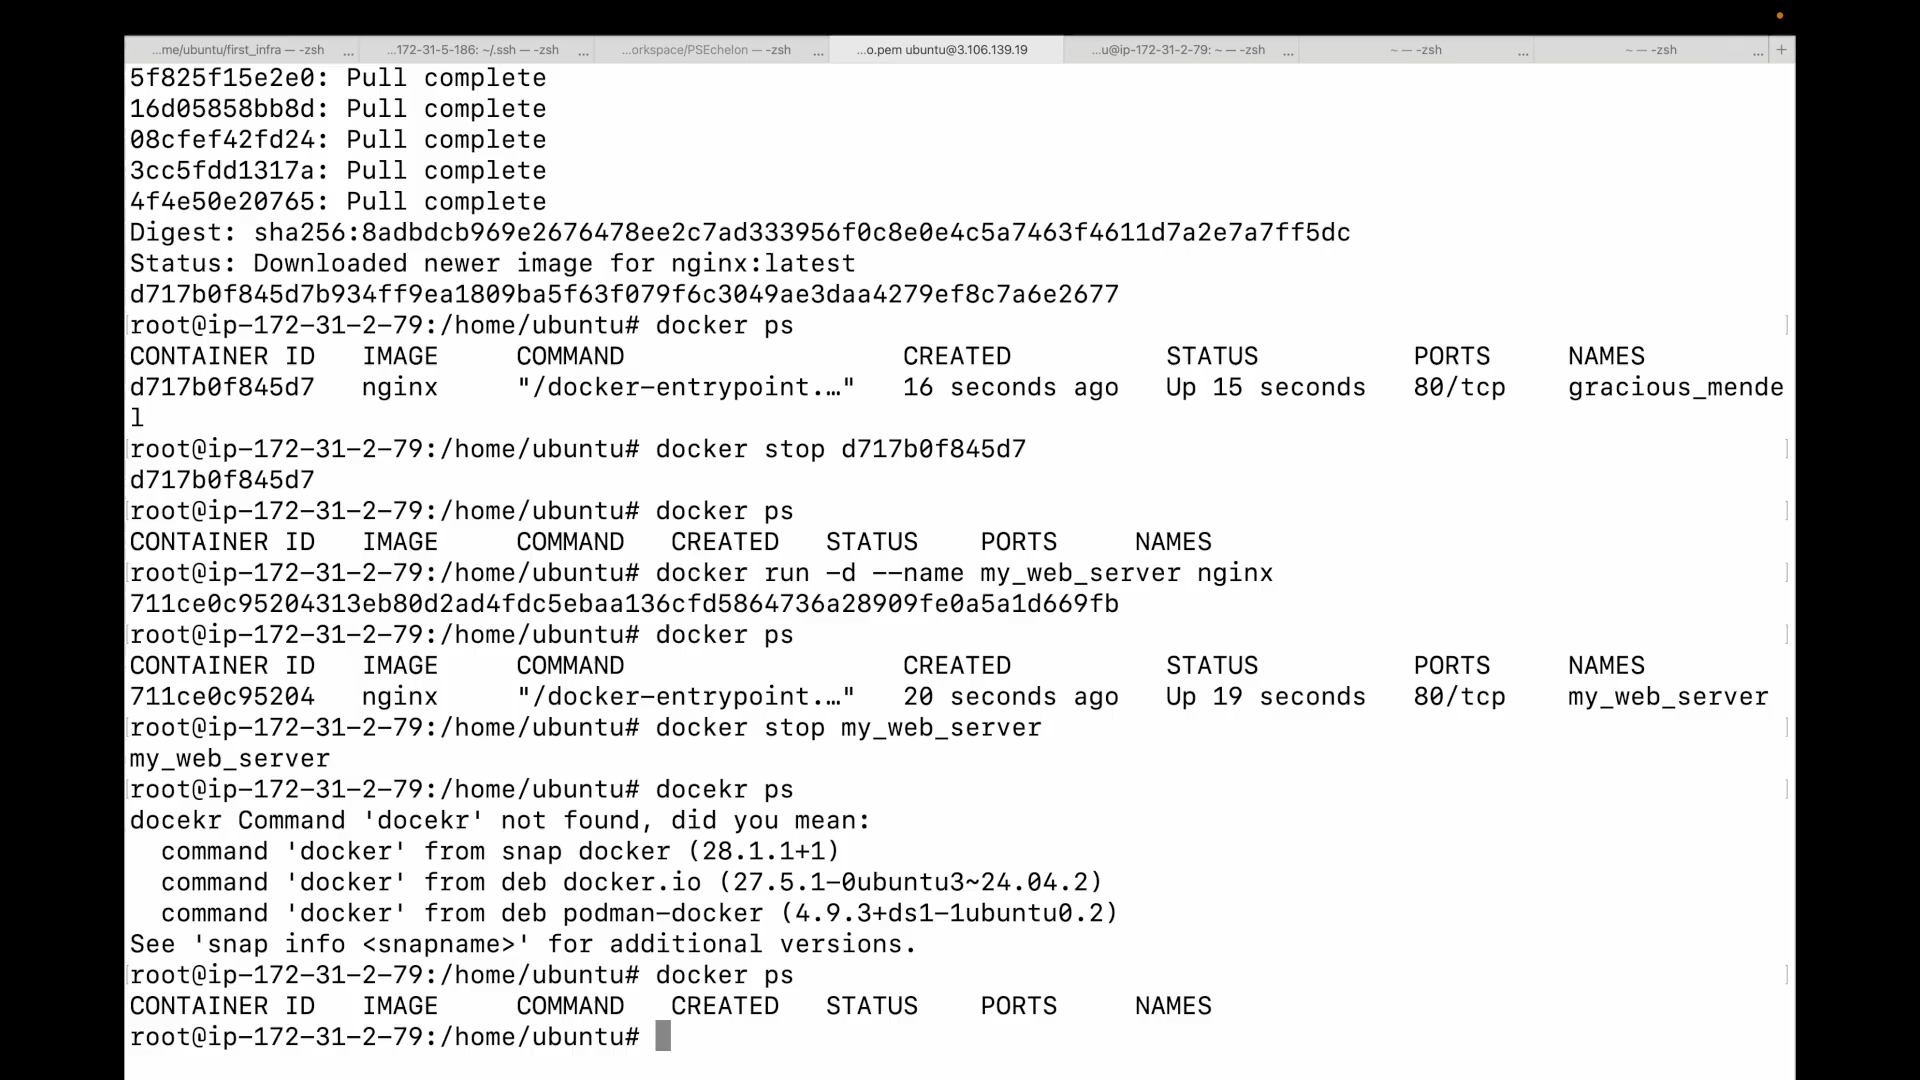 ...me/ubuntu/first_infra — -zsh ... ...172-31-5-186: ~/.ssh — -zsh ... ...orkspace/PSEchelon — -zsh ... ...o.pem ubuntu@3.106.139.19 ...u@ip-172-31-2-79: ~ — -zsh ... ~ — -zsh ... ~ — -zsh ... +
5f825f15e2e0: Pull complete
16d05858bb8d: Pull complete
08cfef42fd24: Pull complete
3cc5fdd1317a: Pull complete
4f4e50e20765: Pull complete
Digest: sha256:8adbdcb969e2676478ee2c7ad333956f0c8e0e4c5a7463f4611d7a2e7a7ff5dc
Status: Downloaded newer image for nginx:latest
d717b0f845d7b934ff9ea1809ba5f63f079f6c3049ae3daa4279ef8c7a6e2677
[root@ip-172-31-2-79:/home/ubuntu# docker ps ]
CONTAINER ID   IMAGE     COMMAND                  CREATED          STATUS          PORTS     NAMES
d717b0f845d7   nginx     "/docker-entrypoint.…"   16 seconds ago   Up 15 seconds   80/tcp    gracious_mende
l
[root@ip-172-31-2-79:/home/ubuntu# docker stop d717b0f845d7 ]
d717b0f845d7
[root@ip-172-31-2-79:/home/ubuntu# docker ps ]
CONTAINER ID   IMAGE     COMMAND   CREATED   STATUS    PORTS     NAMES
[root@ip-172-31-2-79:/home/ubuntu# docker run -d --name my_web_server nginx ]
711ce0c95204313eb80d2ad4fdc5ebaa136cfd5864736a28909fe0a5a1d669fb
[root@ip-172-31-2-79:/home/ubuntu# docker ps ]
CONTAINER ID   IMAGE     COMMAND                  CREATED          STATUS          PORTS     NAMES
711ce0c95204   nginx     "/docker-entrypoint.…"   20 seconds ago   Up 19 seconds   80/tcp    my_web_server
[root@ip-172-31-2-79:/home/ubuntu# docker stop my_web_server ]
my_web_server
[root@ip-172-31-2-79:/home/ubuntu# docekr ps ]
docekr Command 'docekr' not found, did you mean:
  command 'docker' from snap docker (28.1.1+1)
  command 'docker' from deb docker.io (27.5.1-0ubuntu3~24.04.2)
  command 'docker' from deb podman-docker (4.9.3+ds1-1ubuntu0.2)
See 'snap info <snapname>' for additional versions.
[root@ip-172-31-2-79:/home/ubuntu# docker ps ]
CONTAINER ID   IMAGE     COMMAND   CREATED   STATUS    PORTS     NAMES
root@ip-172-31-2-79:/home/ubuntu#